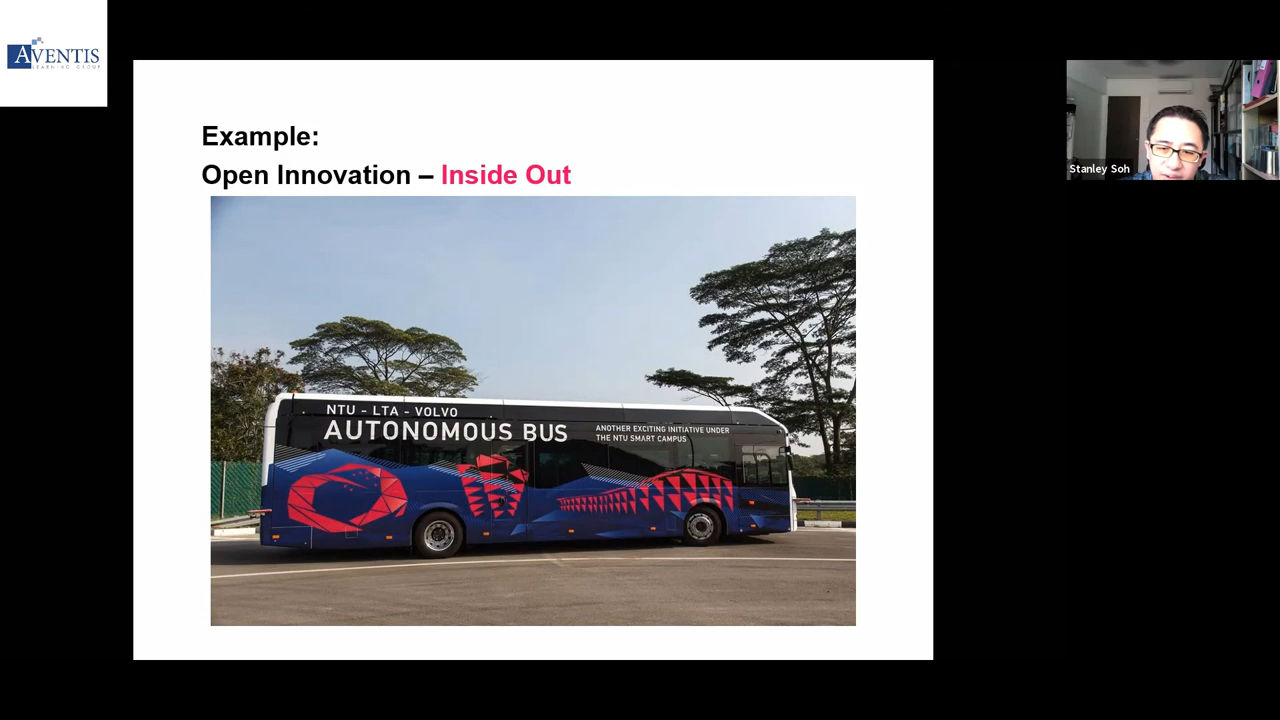 AVENTIS
LEARNING GROUP
Example:
Open Innovation – Inside Out
NTU - LTA - VOLVO
AUTONOMOUS BUS
ANOTHER EXCITING INITIATIVE UNDER
THE NTU SMART CAMPUS
Stanley Soh